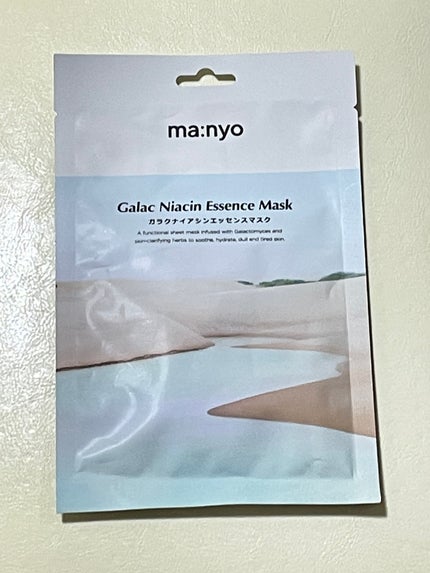 ma:nyo
Galac Niacin Essence Mask
ガラクナイアシンエッセンスマスク
A functional sheet mask infused with Galactomyces and
skin-clarifying herbs to soothe, hydrate, dull and tired skin.